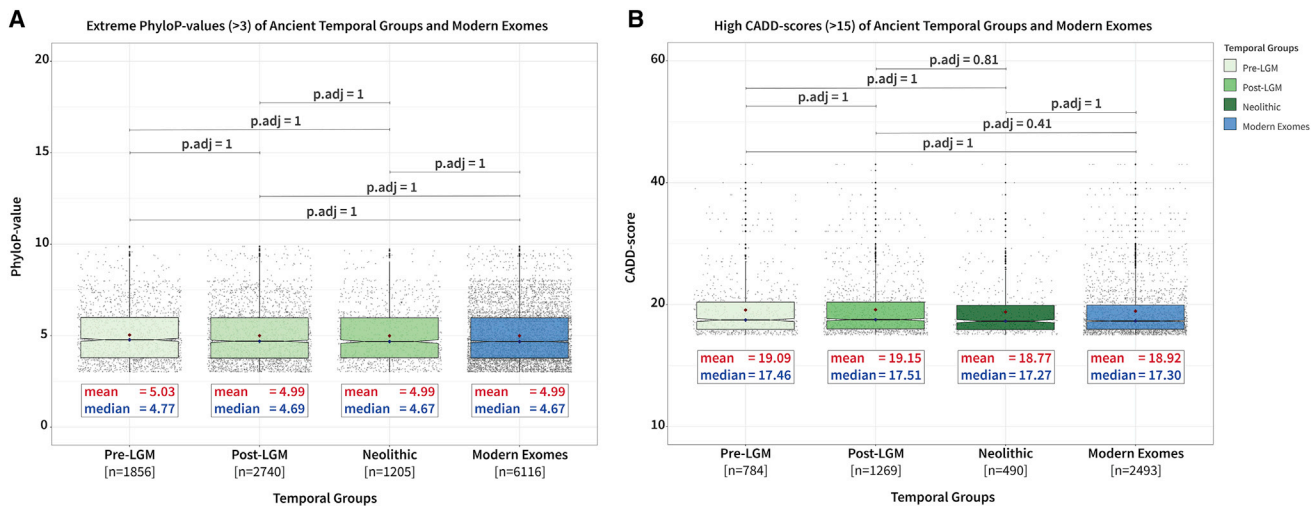 A
Extreme PhyloP-values (>3) of Ancient Temporal Groups and Modern Exomes
20
15
10
5
0
PhyloP-value
p.adj = 1
p.adj = 1
p.adj = 1
p.adj = 1
p.adj = 1
p.adj = 1
mean = 5.03
median = 4.77
mean = 4.99
median = 4.69
mean = 4.99
median = 4.67
mean = 4.99
median = 4.67
Pre-LGM
[n=1856]
Post-LGM
[n=2740]
Neolithic
[n=1205]
Modern Exomes
[n=6116]
Temporal Groups
B
High CADD-scores (>15) of Ancient Temporal Groups and Modern Exomes
60
40
20
10
CADD-score
p.adj = 0.81
p.adj = 1
p.adj = 1
p.adj = 1
p.adj = 0.41
p.adj = 1
mean = 19.09
median = 17.46
mean = 19.15
median = 17.51
mean = 18.77
median = 17.27
mean = 18.92
median = 17.30
Pre-LGM
[n=784]
Post-LGM
[n=1269]
Neolithic
[n=490]
Modern Exomes
[n=2493]
Temporal Groups
Temporal Groups
Pre-LGM
Post-LGM
Neolithic
Modern Exomes